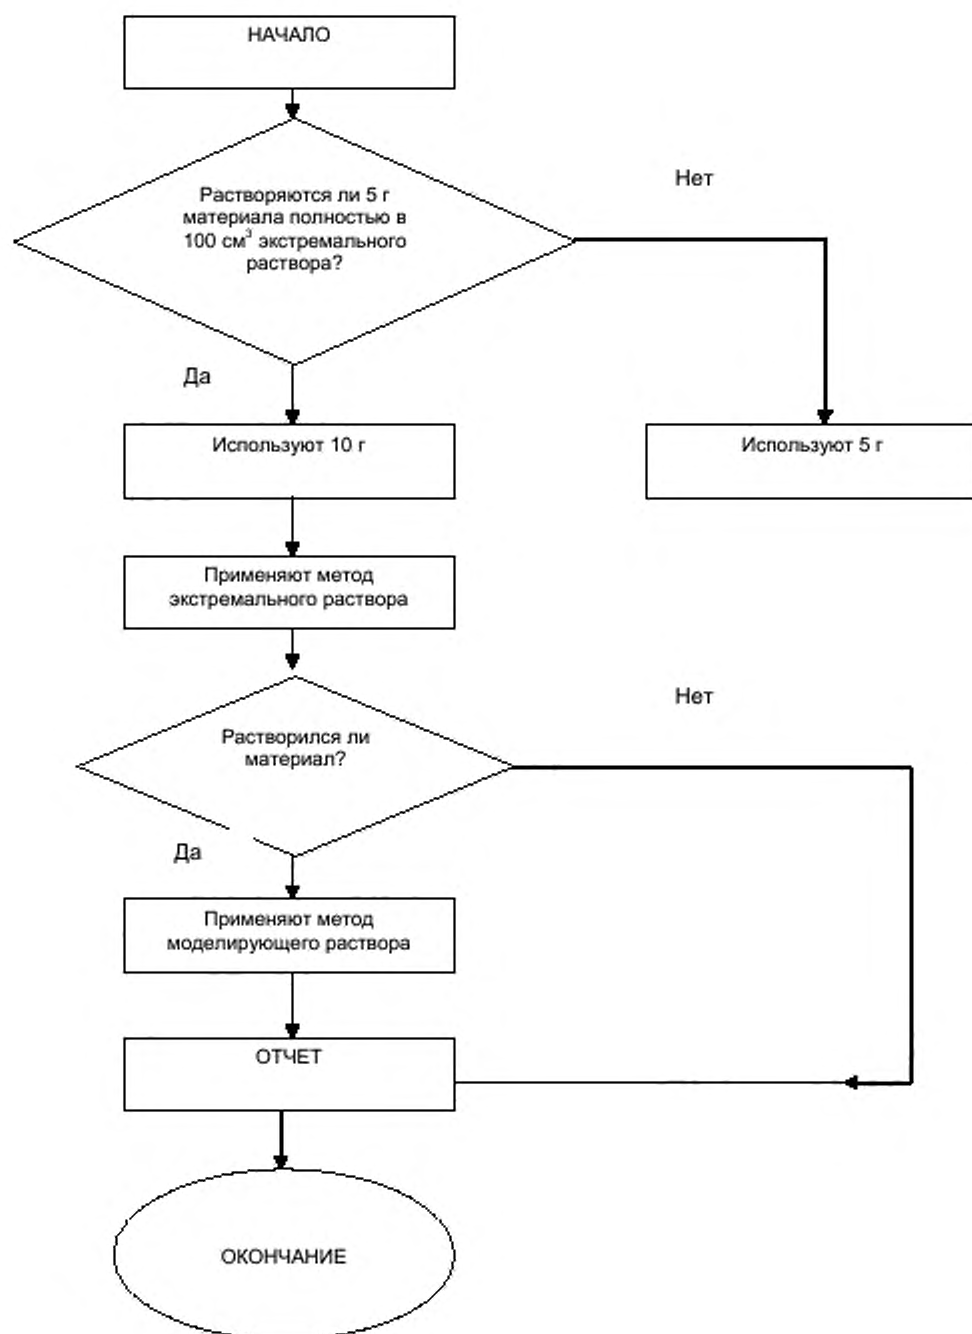 НАЧАЛО
Растворяются ли 5 г
материала полностью в
100 см³ экстремального
раствора?
Нет
Да
Используют 10 г
Используют 5 г
Применяют метод
экстремального раствора
Растворился ли
материал?
Нет
Да
Применяют метод
моделирующего раствора
ОТЧЕТ
ОКОНЧАНИЕ